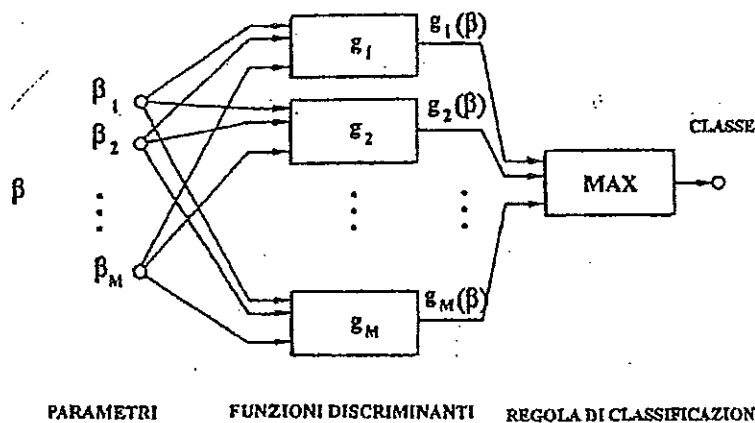 g₁(β)
g₁
β₁
g₂(β)
CLASSE
g₂
β₂
β
MAX
β_M
g_M(β)
g_M
PARAMETRI FUNZIONI DISCRIMINANTI REGOLA DI CLASSIFICAZION